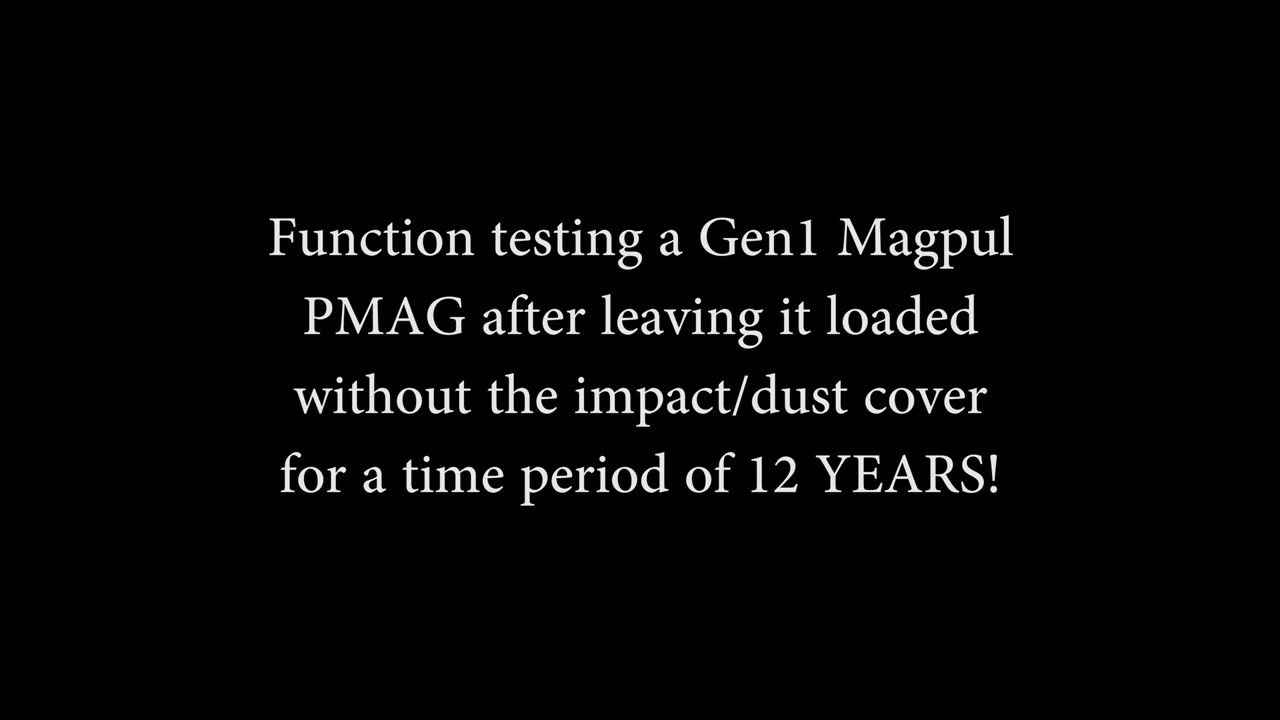 Function testing a Gen1 Magpul
PMAG after leaving it loaded
without the impact/dust cover
for a time period of 12 YEARS!